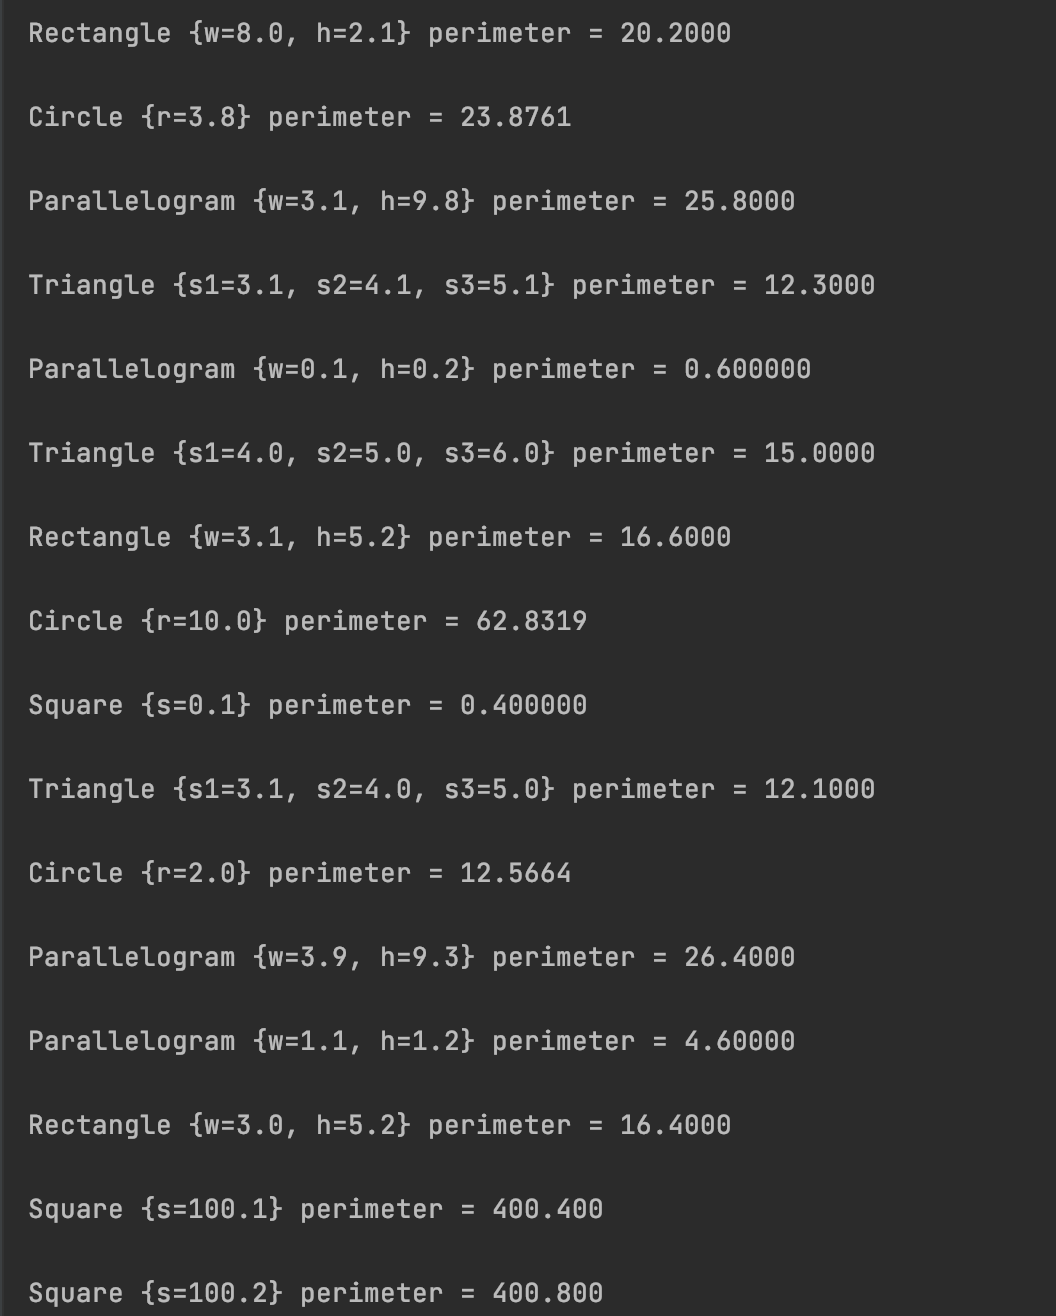 Rectangle {w=8.0, h=2.1} perimeter = 20.2000
Circle {r=3.8} perimeter = 23.8761
Parallelogram {w=3.1, h=9.8} perimeter = 25.8000
Triangle {s1=3.1, s2=4.1, s3=5.1} perimeter = 12.3000
Parallelogram {w=0.1, h=0.2} perimeter = 0.600000
Triangle {s1=4.0, s2=5.0, s3=6.0} perimeter = 15.0000
Rectangle {w=3.1, h=5.2} perimeter = 16.6000
Circle {r=10.0} perimeter = 62.8319
Square {s=0.1} perimeter = 0.400000
Triangle {s1=3.1, s2=4.0, s3=5.0} perimeter = 12.1000
Circle {r=2.0} perimeter = 12.5664
Parallelogram {w=3.9, h=9.3} perimeter = 26.4000
Parallelogram {w=1.1, h=1.2} perimeter = 4.60000
Rectangle {w=3.0, h=5.2} perimeter = 16.4000
Square {s=100.1} perimeter = 400.400
Square {s=100.2} perimeter = 400.800